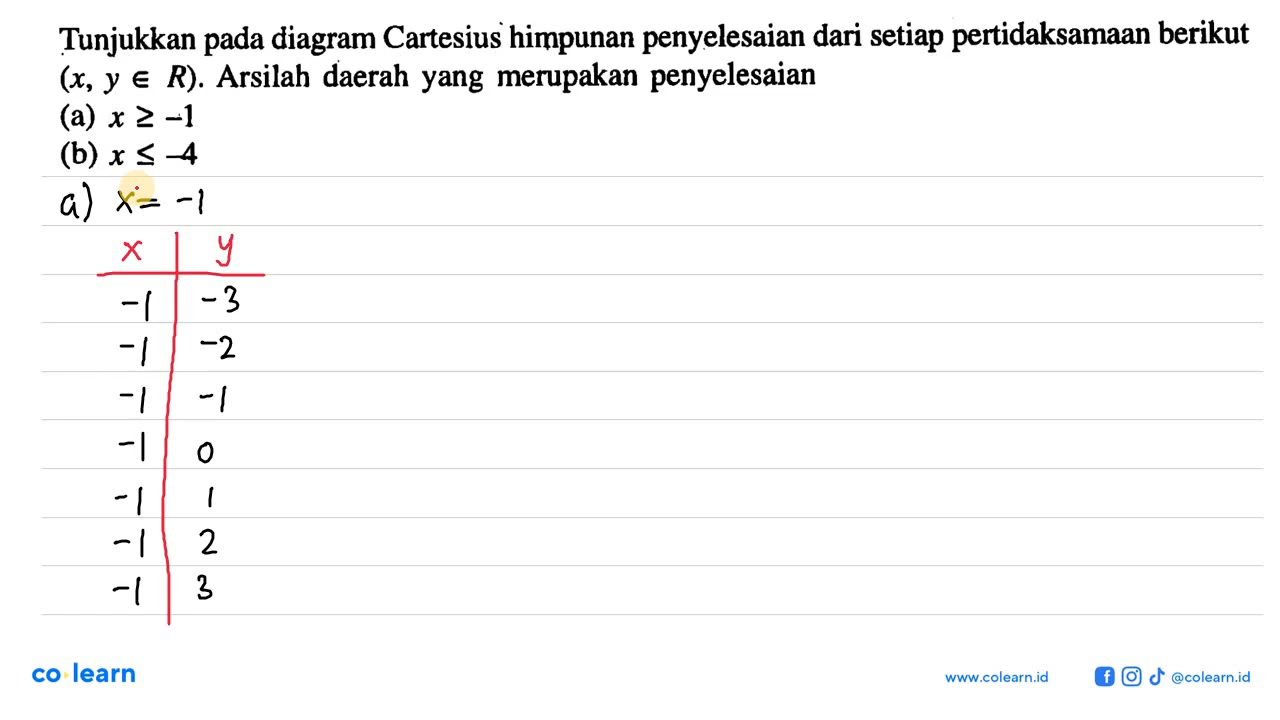 Tunjukkan pada diagram Cartesius himpunan penyelesaian dari setiap pertidaksamaan berikut
(x, y ∈ R). Arsilah daerah yang merupakan penyelesaian
(a) x ≥ -1
(b) x ≤ -4
a) x = -1
x y
-1 -3
-1 -2
-1 -1
-1 0
-1 1
-1 2
-1 3
co learn
www.colearn.id
@colearn.id